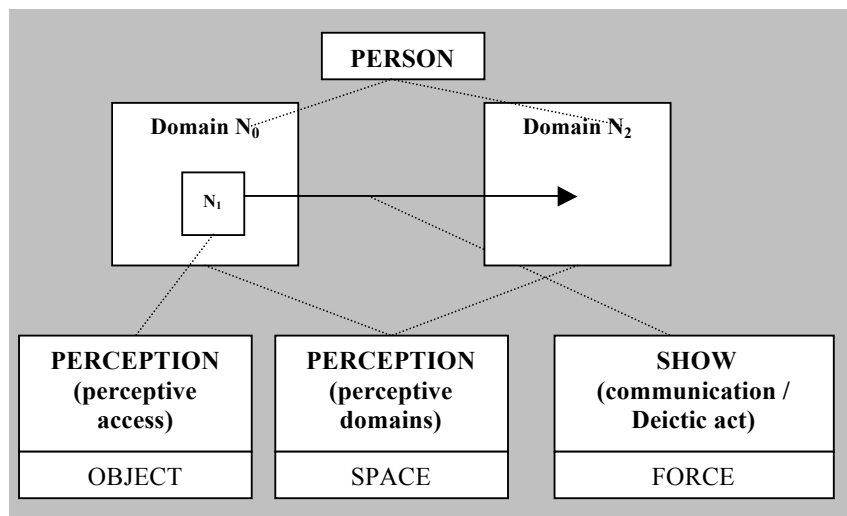 PERSON
Domain N₀
Domain N₂
N₁
PERCEPTION
(perceptive
access)
OBJECT
PERCEPTION
(perceptive
domains)
SPACE
SHOW
(communication /
Deictic act)
FORCE